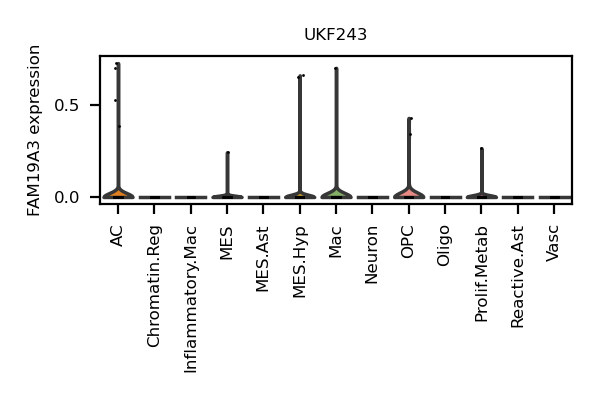 UKF243
FAM19A3 expression
0.5
0.0
AC
Chromatin.Reg
Inflammatory.Mac
MES
MES.Ast
MES.Hyp
Mac
Neuron
OPC
Oligo
Prolif.Metab
Reactive.Ast
Vasc